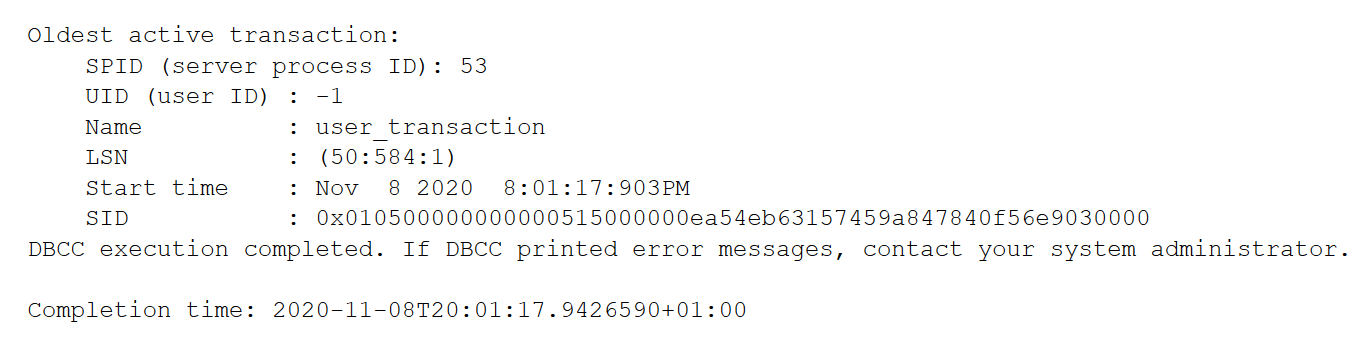 Oldest active transaction:
    SPID (server process ID): 53
    UID (user ID) : -1
    Name          : user_transaction
    LSN           : (50:584:1)
    Start time    : Nov  8 2020  8:01:17:903PM
    SID           : 0x010500000000000515000000ea54eb63157459a847840f56e9030000
DBCC execution completed. If DBCC printed error messages, contact your system administrator.

Completion time: 2020-11-08T20:01:17.9426590+01:00